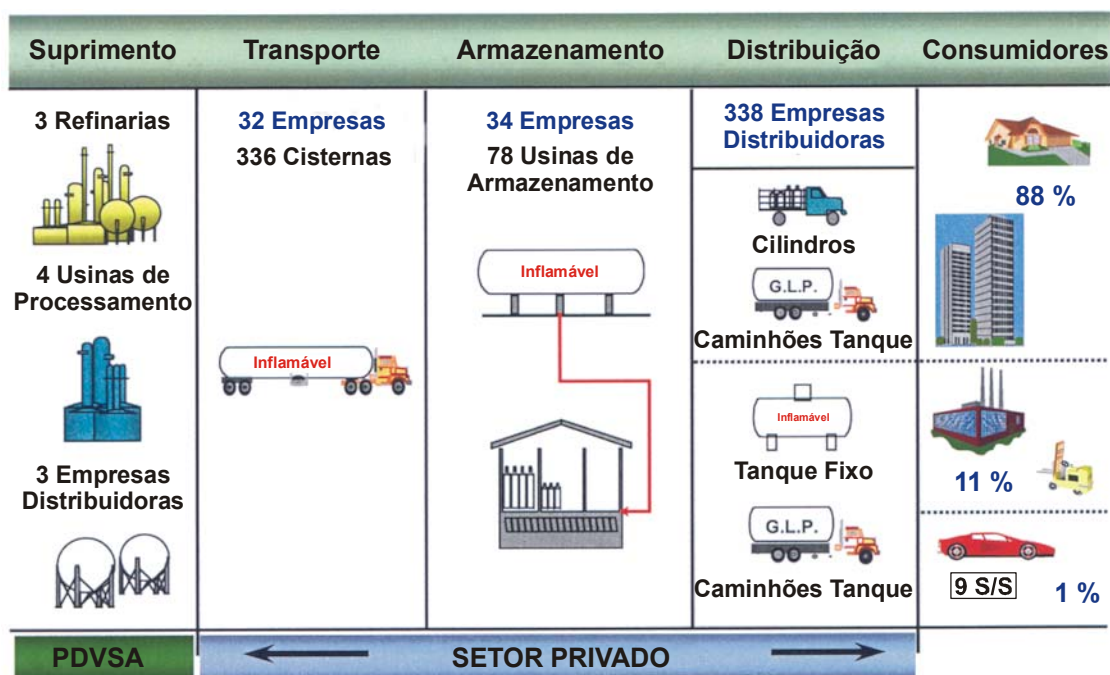 Suprimento
Transporte
Armazenamento
Distribuição
Consumidores
3 Refinarias
4 Usinas de
Processamento
3 Empresas
Distribuidoras
32 Empresas
336 Cisternas
Inflamável
34 Empresas
78 Usinas de
Armazenamento
Inflamável
338 Empresas
Distribuidoras
Cilindros
G.L.P.
Caminhões Tanque
Inflamável
Tanque Fixo
G.L.P.
Caminhões Tanque
88 %
11 %
9 S/S
1 %
PDVSA
SETOR PRIVADO